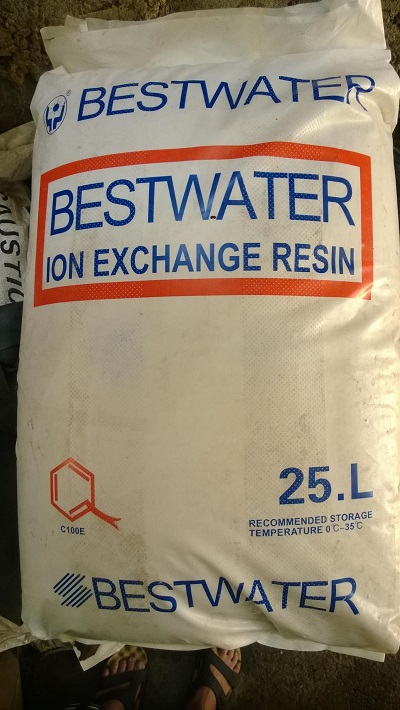 BESTWATER
BESTWATER
ION EXCHANGE RESIN
C100E
25.L
RECOMMENDED STORAGE
TEMPERATURE 0℃-35℃
BESTWATER